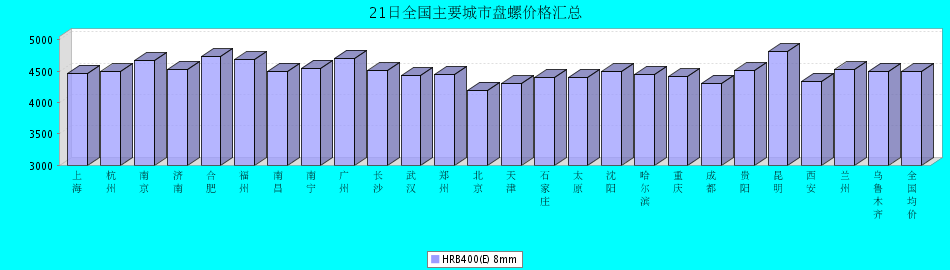 21日全国主要城市盘螺价格汇总
5000
4500
4000
3500
3000
上海
杭州
南京
济南
合肥
福州
南昌
南宁
广州
长沙
武汉
郑州
北京
天津
石家庄
太原
沈阳
哈尔滨
重庆
成都
贵阳
昆明
西安
兰州
乌鲁木齐
全国均价
HRB400(E) 8mm